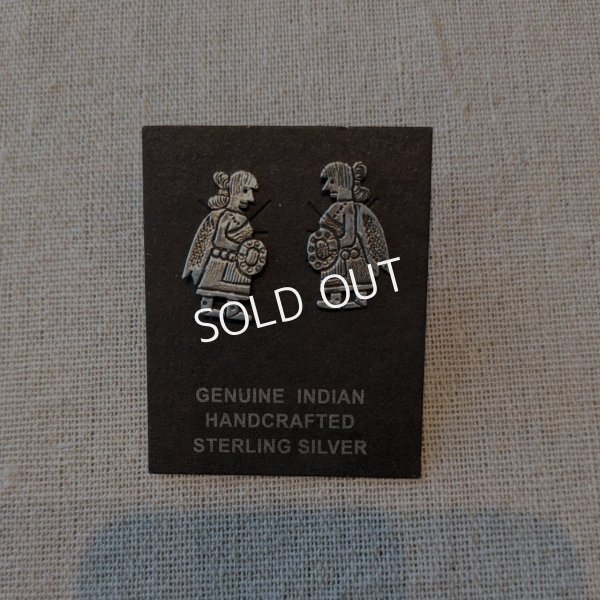 SOLD OUT
GENUINE INDIAN
HANDCRAFTED
STERLING SILVER